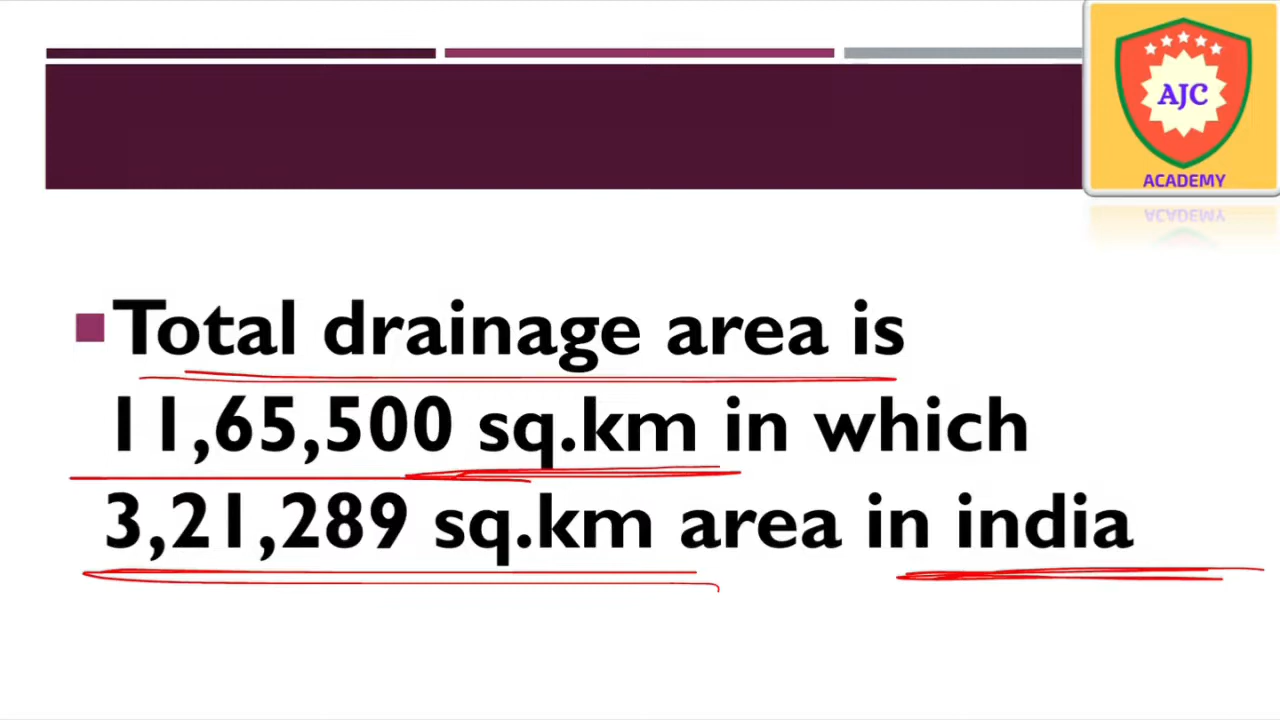 AJC
ACADEMY
Total drainage area is
11,65,500 sq.km in which
3,21,289 sq.km area in india